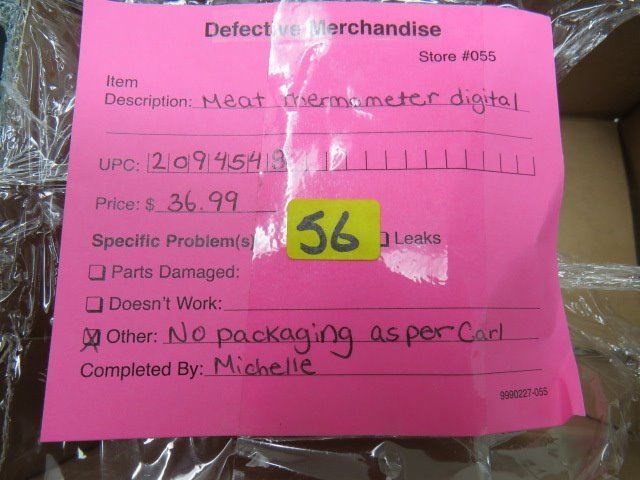 Defective Merchandise
Store #055
Item
Description: Meat thermometer digital
UPC: 2094543
Price: $ 36.99
Specific Problem(s)
56
Leaks
Parts Damaged:
Doesn't Work:
Other: No packaging as per Carl
Completed By: Michelle
9990227-055